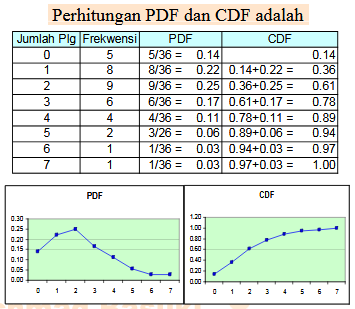 Perhitungan PDF dan CDF adalah
Jumlah Plg Frekwensi PDF CDF
0 5 5/36 = 0.14 0.14
1 8 8/36 = 0.22 0.14+0.22 = 0.36
2 9 9/36 = 0.25 0.36+0.25 = 0.61
3 6 6/36 = 0.17 0.61+0.17 = 0.78
4 4 4/36 = 0.11 0.78+0.11 = 0.89
5 2 3/26 = 0.06 0.89+0.06 = 0.94
6 1 1/36 = 0.03 0.94+0.03 = 0.97
7 1 1/36 = 0.03 0.97+0.03 = 1.00
PDF
0.30
0.25
0.20
0.15
0.10
0.05
0.00
0 1 2 3 4 5 6 7
CDF
1.20
1.00
0.80
0.60
0.40
0.20
0.00
0 1 2 3 4 5 6 7